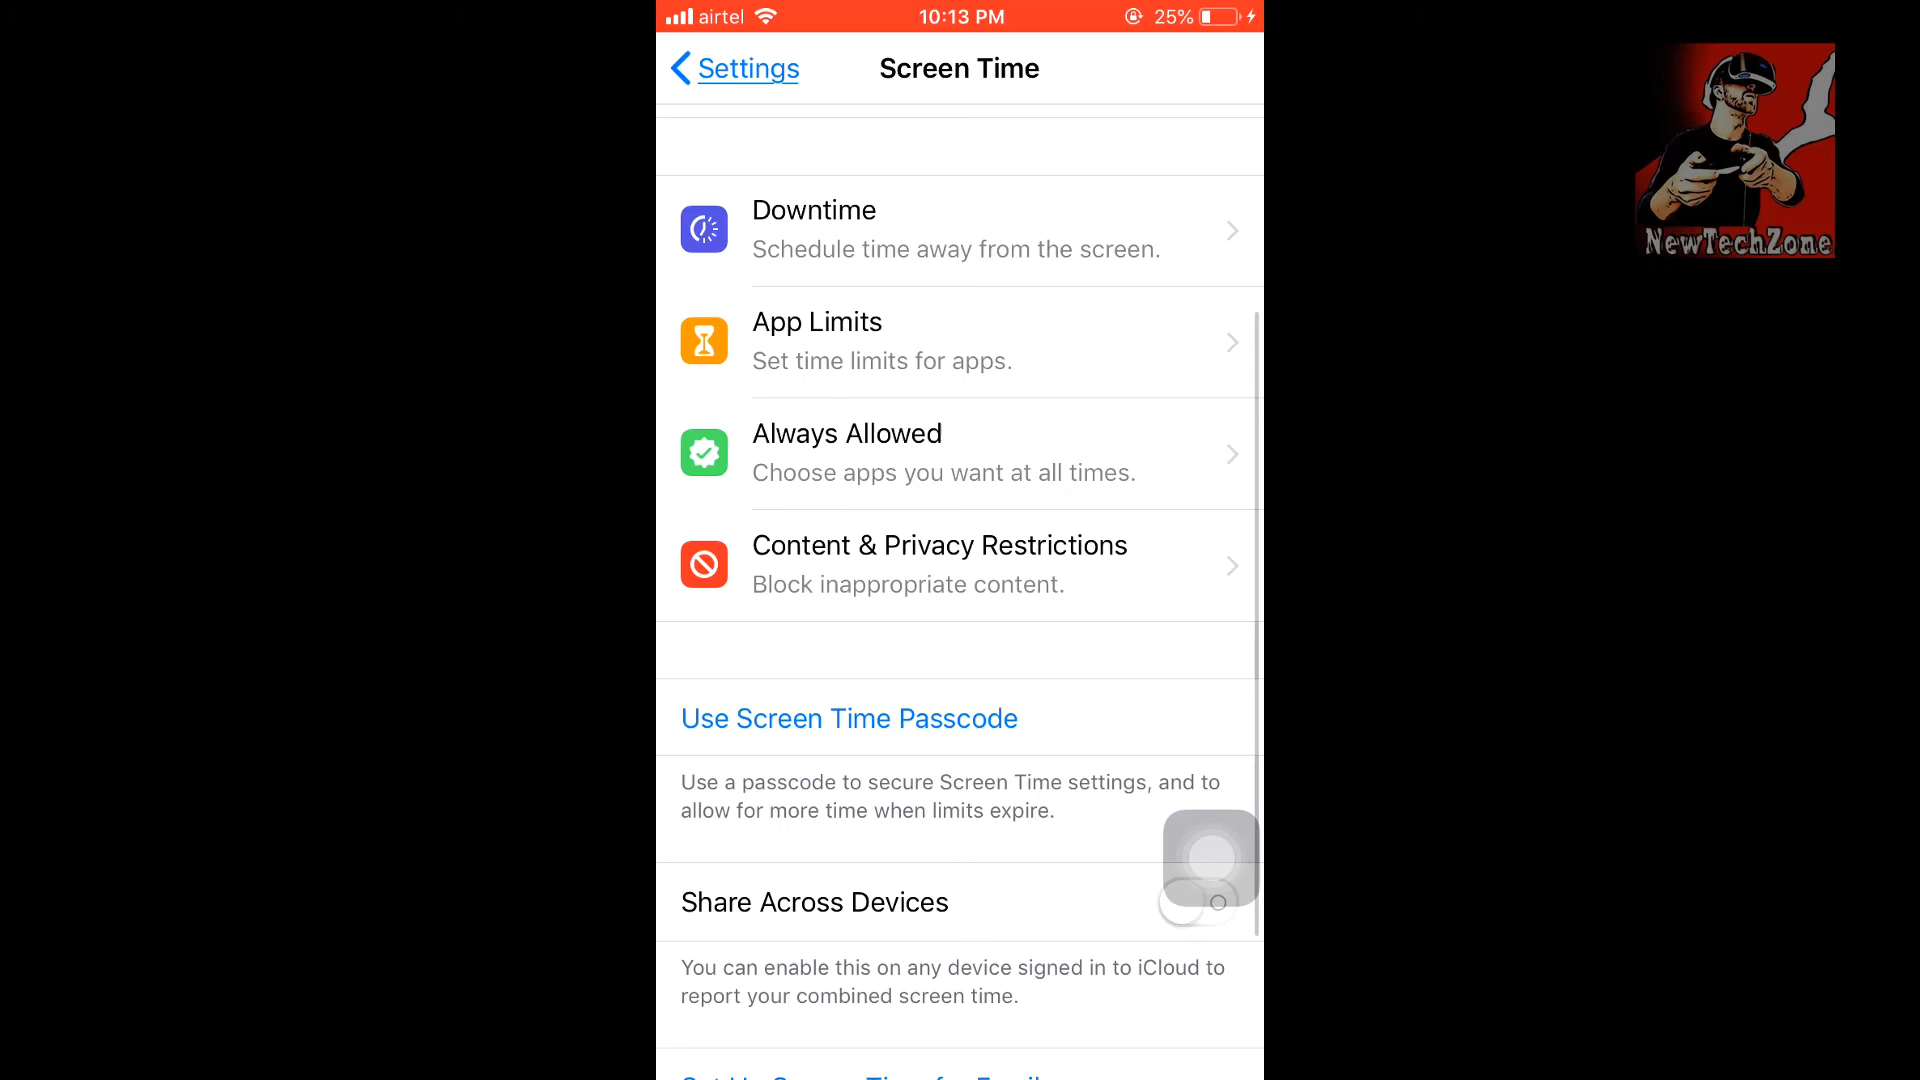 airtel 10:13 PM 25%
Settings Screen Time
Downtime
Schedule time away from the screen.
App Limits
Set time limits for apps.
Always Allowed
Choose apps you want at all times.
Content & Privacy Restrictions
Block inappropriate content.
Use Screen Time Passcode
Use a passcode to secure Screen Time settings, and to
allow for more time when limits expire.
Share Across Devices
You can enable this on any device signed in to iCloud to
report your combined screen time.
NewTechZone